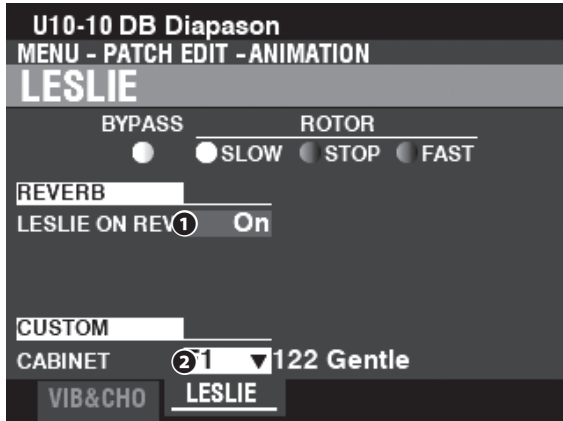 U10-10 DB Diapason
MENU - PATCH EDIT - ANIMATION
LESLIE
BYPASS ROTOR
SLOW STOP FAST
REVERB
LESLIE ON REV 1 On
CUSTOM
CABINET 2 1 ▼ 122 Gentle
VIB&CHO LESLIE